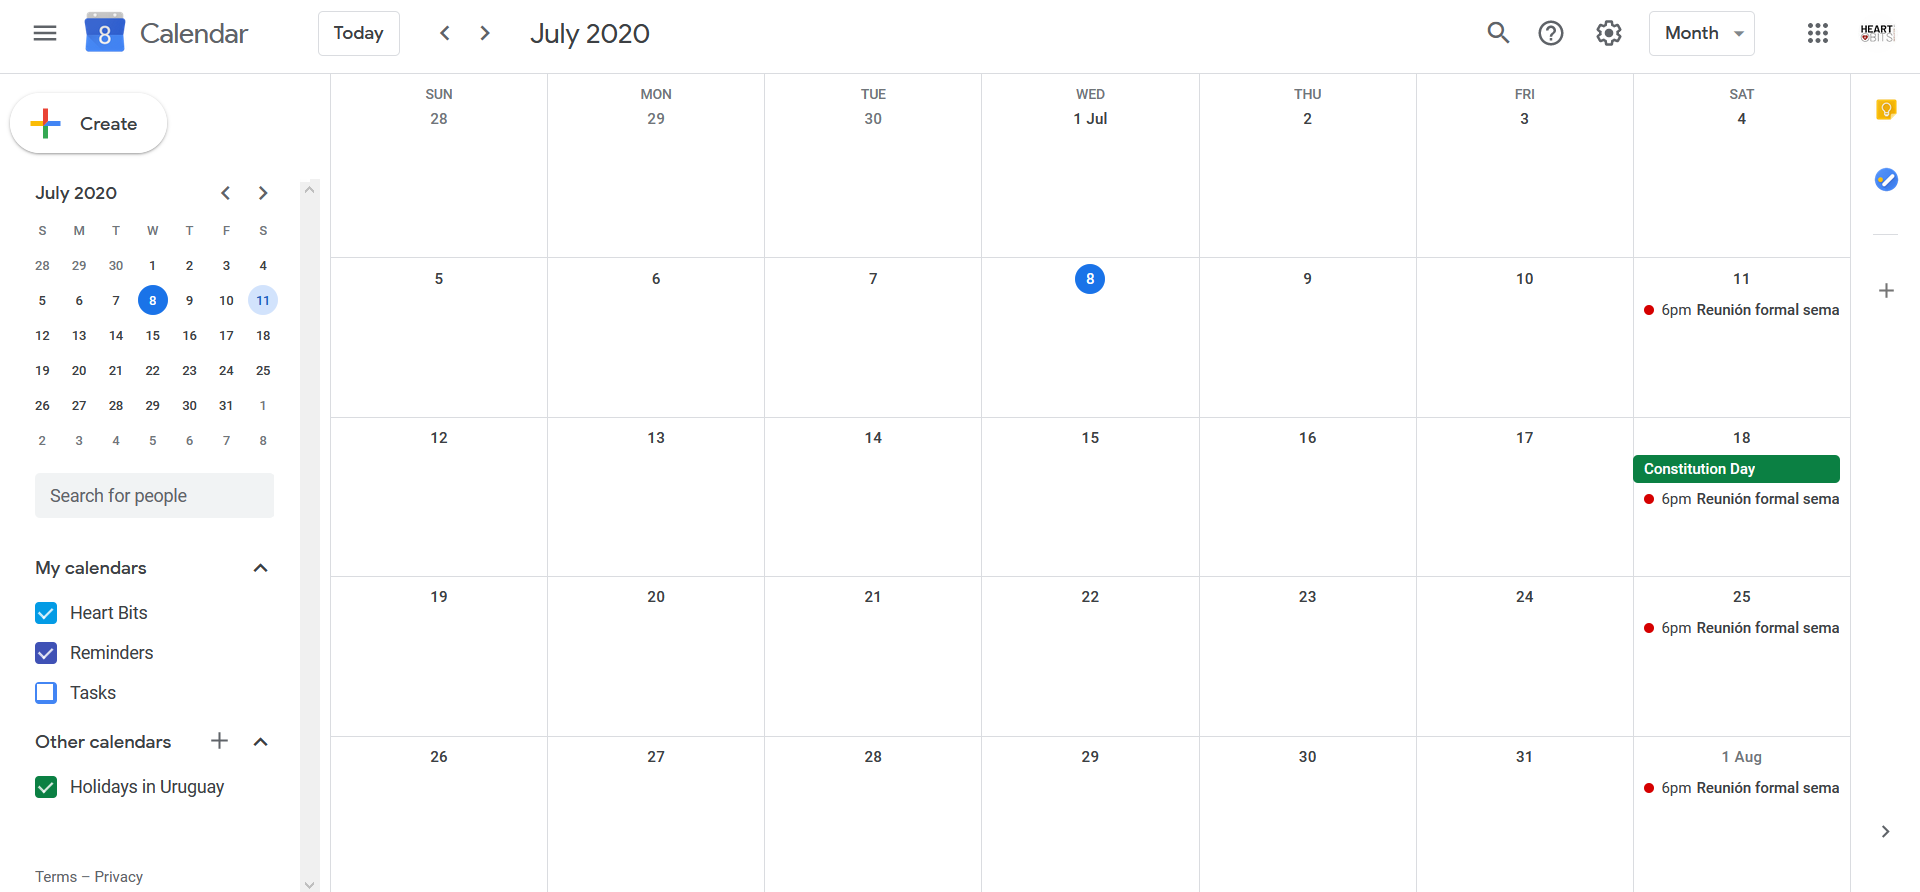 8 Calendar Today July 2020 Month HEART BITS
Create
July 2020
S M T W T F S
28 29 30 1 2 3 4
5 6 7 8 9 10 11
12 13 14 15 16 17 18
19 20 21 22 23 24 25
26 27 28 29 30 31 1
2 3 4 5 6 7 8
Search for people
My calendars
Heart Bits
Reminders
Tasks
Other calendars
Holidays in Uruguay
Terms – Privacy
SUN MON TUE WED THU FRI SAT
28 29 30 1 Jul 2 3 4
5 6 7 8 9 10 11
6pm Reunión formal sema
12 13 14 15 16 17 18
Constitution Day
6pm Reunión formal sema
19 20 21 22 23 24 25
6pm Reunión formal sema
26 27 28 29 30 31 1 Aug
6pm Reunión formal sema